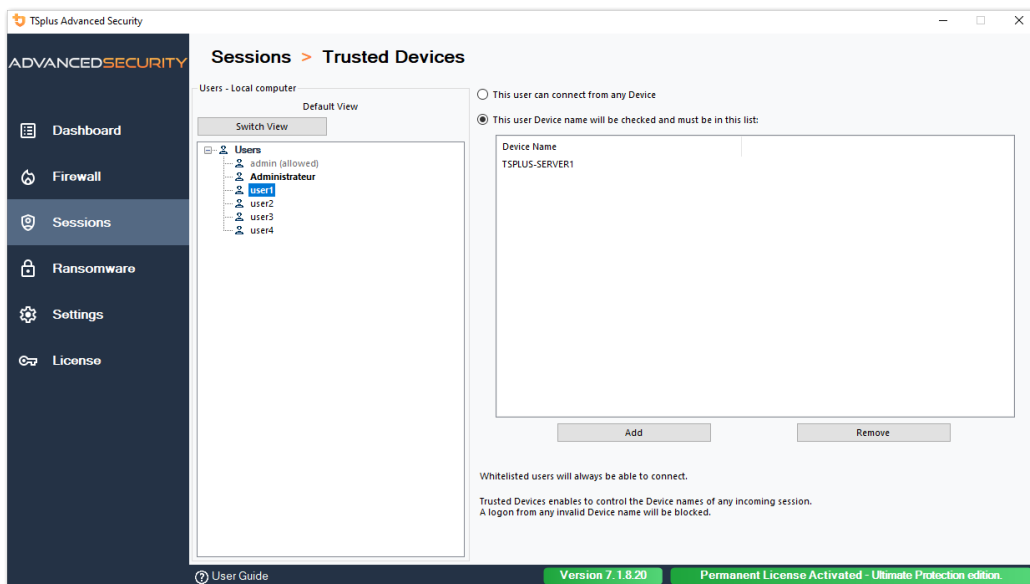 TSplus Advanced Security
ADVANCEDSECURITY
Dashboard
Firewall
Sessions
Ransomware
Settings
License
Sessions > Trusted Devices
Users - Local computer
Default View
Switch View
Users
admin (allowed)
Administrateur
user1
user2
user3
user4
This user can connect from any Device
This user Device name will be checked and must be in this list:
Device Name
TSPLUS-SERVER1
Add
Remove
Whitelisted users will always be able to connect.
Trusted Devices enables to control the Device names of any incoming session.
A logon from any invalid Device name will be blocked.
User Guide
Version 7.1.8.20
Permanent License Activated - Ultimate Protection edition.